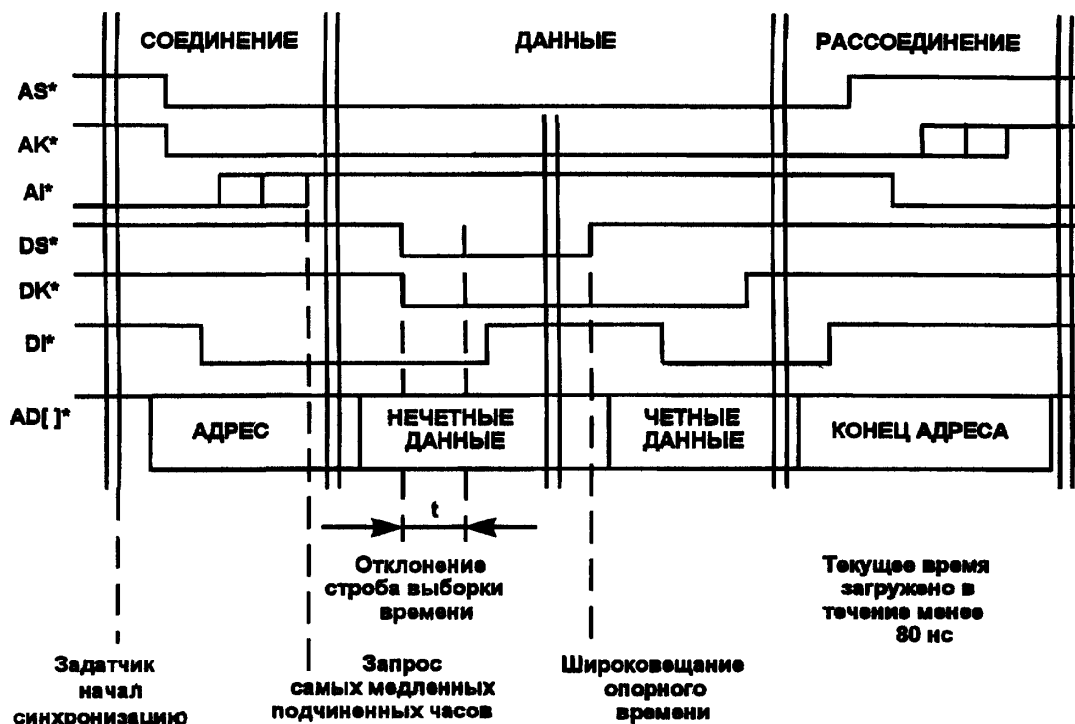 СОЕДИНЕНИЕ
ДАННЫЕ
РАССОЕДИНЕНИЕ
AS*
AK*
AI*
DS*
DK*
DI*
AD[ ]*
АДРЕС
НЕЧЕТНЫЕ
ДАННЫЕ
ЧЕТНЫЕ
ДАННЫЕ
КОНЕЦ АДРЕСА
t
Отклонение
строба выборки
времени
Текущее время
загружено в
течение менее
80 нс
Задатчик
начал
синхронизацию
Запрос
самых медленных
подчиненных часов
Широковещание
опорного
времени